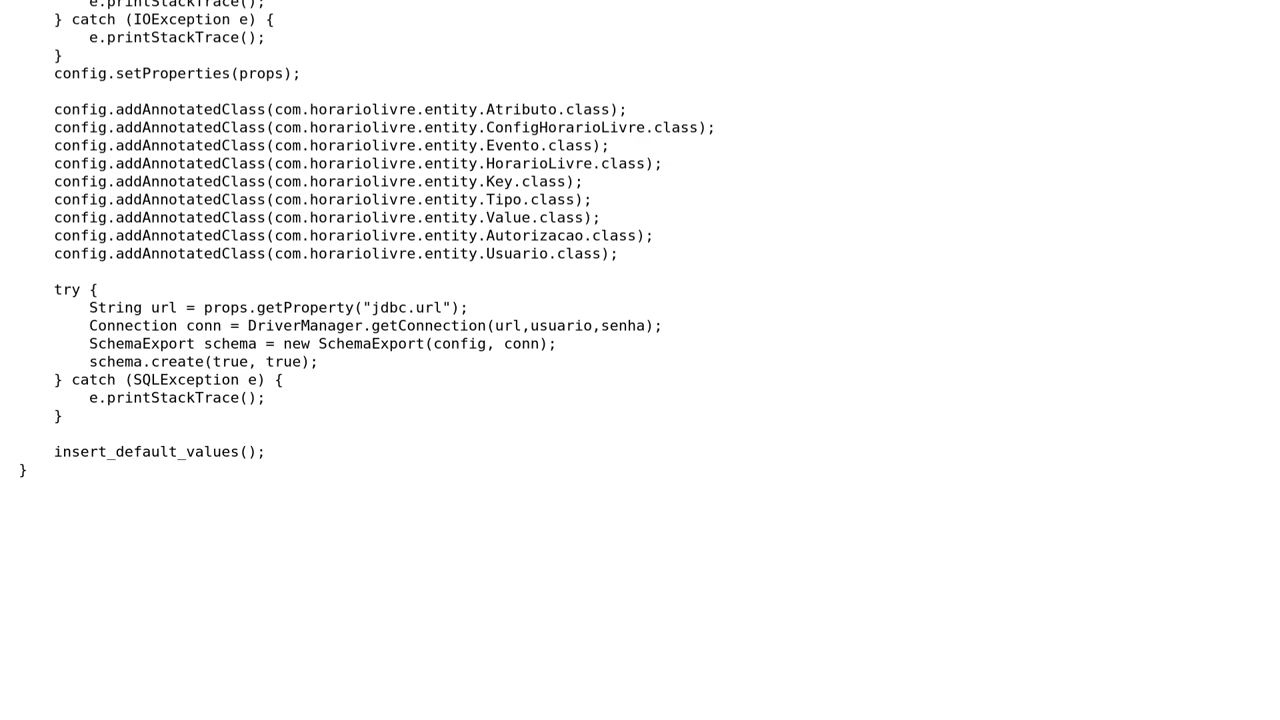 e.printStackTrace();
    } catch (IOException e) {
        e.printStackTrace();
    }
    config.setProperties(props);

    config.addAnnotatedClass(com.horariolivre.entity.Atributo.class);
    config.addAnnotatedClass(com.horariolivre.entity.ConfigHorarioLivre.class);
    config.addAnnotatedClass(com.horariolivre.entity.Evento.class);
    config.addAnnotatedClass(com.horariolivre.entity.HorarioLivre.class);
    config.addAnnotatedClass(com.horariolivre.entity.Key.class);
    config.addAnnotatedClass(com.horariolivre.entity.Tipo.class);
    config.addAnnotatedClass(com.horariolivre.entity.Value.class);
    config.addAnnotatedClass(com.horariolivre.entity.Autorizacao.class);
    config.addAnnotatedClass(com.horariolivre.entity.Usuario.class);

    try {
        String url = props.getProperty("jdbc.url");
        Connection conn = DriverManager.getConnection(url,usuario,senha);
        SchemaExport schema = new SchemaExport(config, conn);
        schema.create(true, true);
    } catch (SQLException e) {
        e.printStackTrace();
    }

    insert_default_values();
}